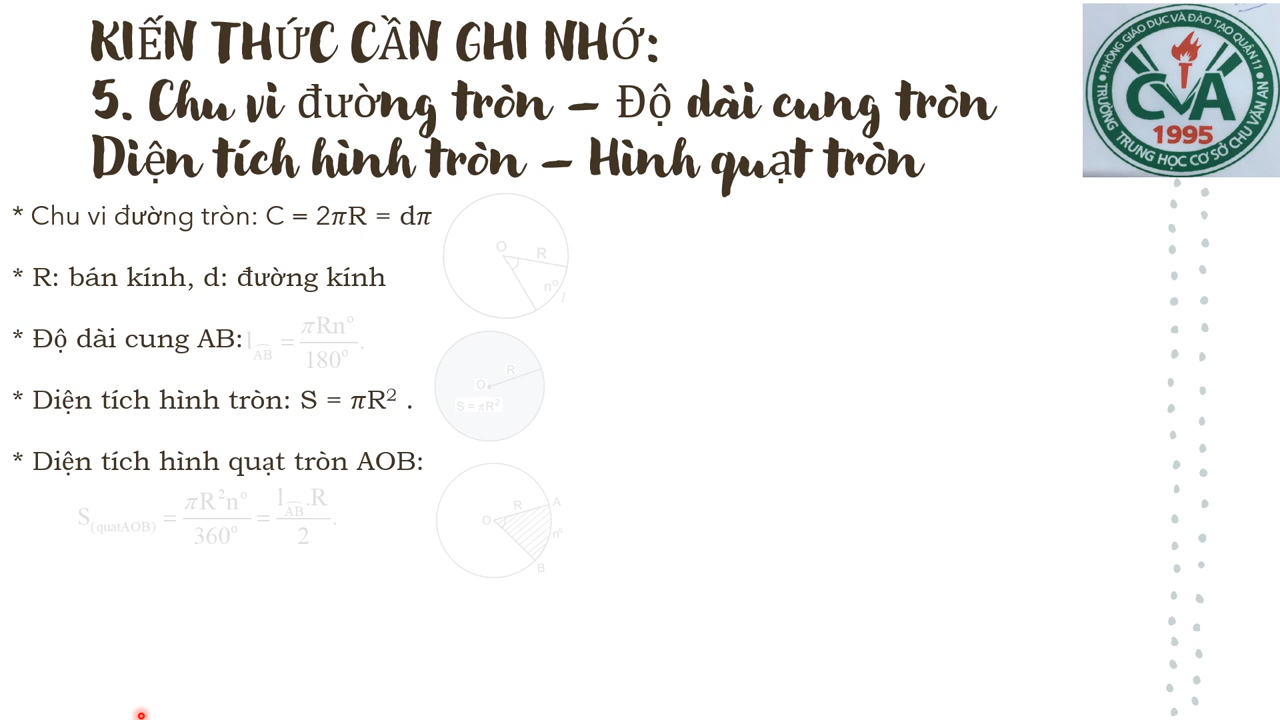 KIẾN THỨC CẦN GHI NHỚ:
5. Chu vi đường tròn – Độ dài cung tròn
Diện tích hình tròn – Hình quạt tròn
PHÒNG GIÁO DỤC VÀ ĐÀO TẠO QUẬN 11
CVA
1995
TRƯỜNG TRUNG HỌC CƠ SỞ CHU VĂN AN
* Chu vi đường tròn: C = 2𝜋R = d𝜋
O R
n° l
* R: bán kính, d: đường kính
* Độ dài cung AB: l_AB = πRn°/180°.
R
O
S = πR²
* Diện tích hình tròn: S = 𝜋R² .
* Diện tích hình quạt tròn AOB:
S(quatAOB) = πR²n°/360° = l_AB.R/2.
R A
O
n°
B